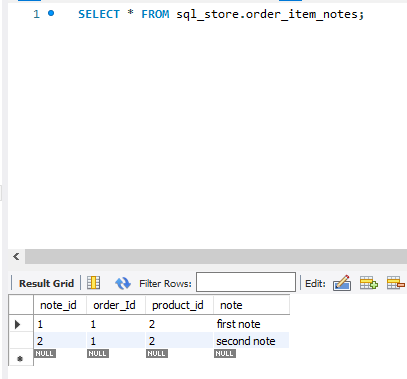 1 SELECT * FROM sql_store.order_item_notes;
Result Grid Filter Rows: Edit:
note_id order_Id product_id note
1 1 2 first note
2 1 2 second note
NULL NULL NULL NULL